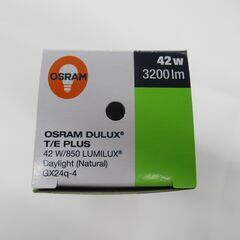 OSRAM
42 w
3200 lm
OSRAM DULUX®
T/E PLUS
42 W/850 LUMILUX®
Daylight (Natural)
GX24q-4